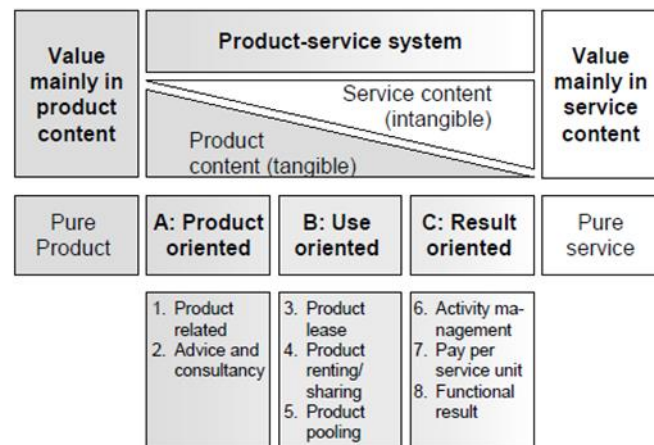 Value
mainly in
product
content
Product-service system
Value
mainly in
service
content
Service content
(intangible)
Product
content (tangible)
Pure
Product
A: Product
oriented
B: Use
oriented
C: Result
oriented
Pure
service
1. Product
related
2. Advice and
consultancy
3. Product
lease
4. Product
renting/
sharing
5. Product
pooling
6. Activity ma-
nagement
7. Pay per
service unit
8. Functional
result